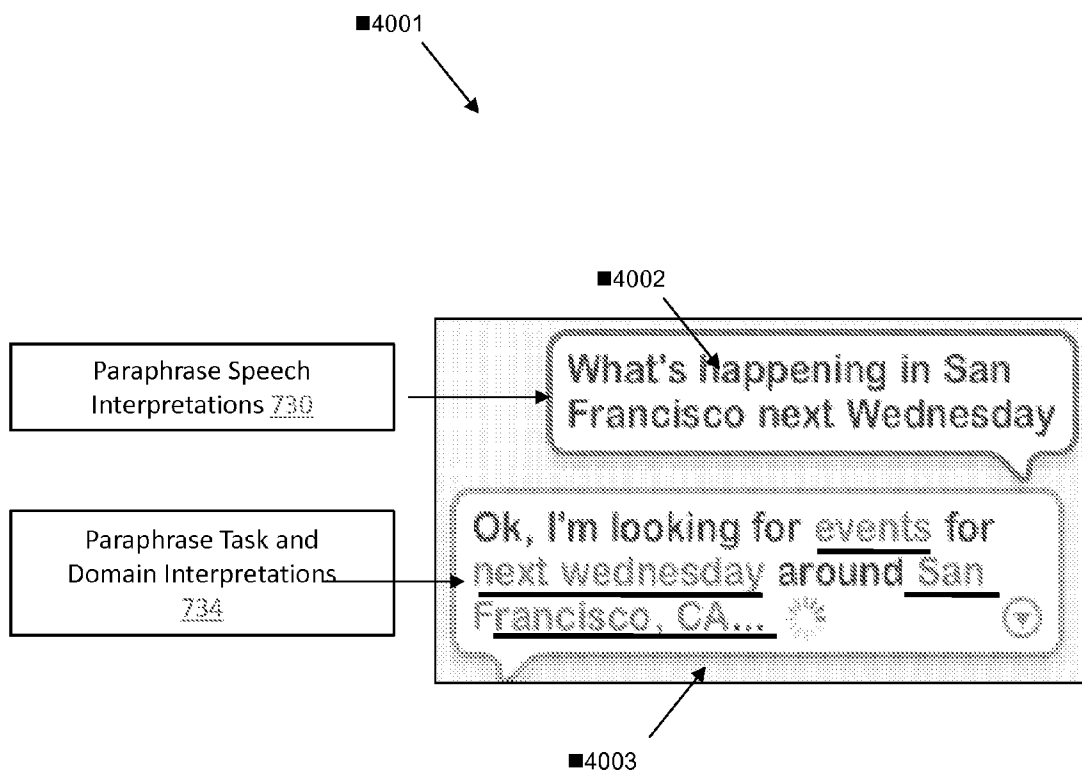 ■4001
■4002
Paraphrase Speech
Interpretations 730
What's happening in San
Francisco next Wednesday
Paraphrase Task and
Domain Interpretations
734
Ok, I'm looking for events for
next wednesday around San
Francisco, CA...
■4003